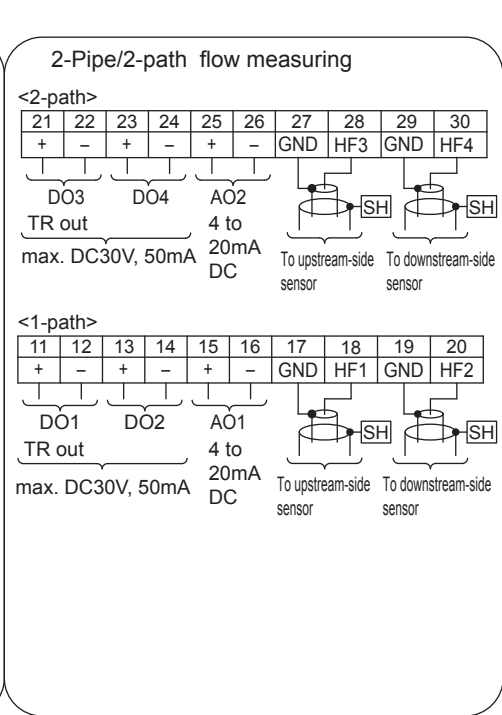 2-Pipe/2-path flow measuring
<2-path>
21 22 23 24 25 26 27 28 29 30
+ – + – + – GND HF3 GND HF4
DO3 DO4 AO2 SH SH
TR out 4 to
max. DC30V, 50mA 20mA To upstream-side To downstream-side
DC sensor sensor
<1-path>
11 12 13 14 15 16 17 18 19 20
+ – + – + – GND HF1 GND HF2
DO1 DO2 AO1 SH SH
TR out 4 to
max. DC30V, 50mA 20mA To upstream-side To downstream-side
DC sensor sensor